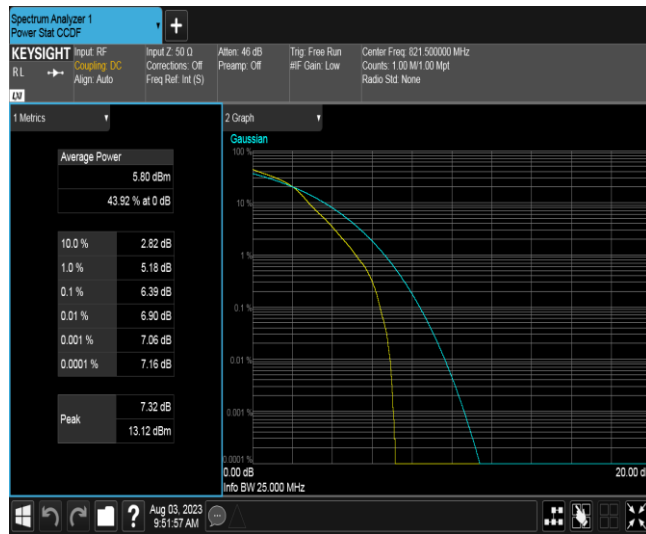 Spectrum Analyzer 1
Power Stat CCDF
+
KEYSIGHT
RL
LXI
Input: RF
Coupling: DC
Align: Auto
Input Z: 50 Ω
Corrections: Off
Freq Ref: Int (S)
Atten: 46 dB
Preamp: Off
Trig: Free Run
#IF Gain: Low
Center Freq: 821.500000 MHz
Counts: 1.00 M/1.00 Mpt
Radio Std: None
1 Metrics
Average Power
5.80 dBm
43.92 % at 0 dB
10.0 % 2.82 dB
1.0 % 5.18 dB
0.1 % 6.39 dB
0.01 % 6.90 dB
0.001 % 7.06 dB
0.0001 % 7.16 dB
Peak
7.32 dB
13.12 dBm
2 Graph
Gaussian
100 %
10 %
1 %
0.1 %
0.01 %
0.001 %
0.0001 %
0.00 dB 20.00 d
Info BW 25.000 MHz
?
Aug 03, 2023
9:51:57 AM